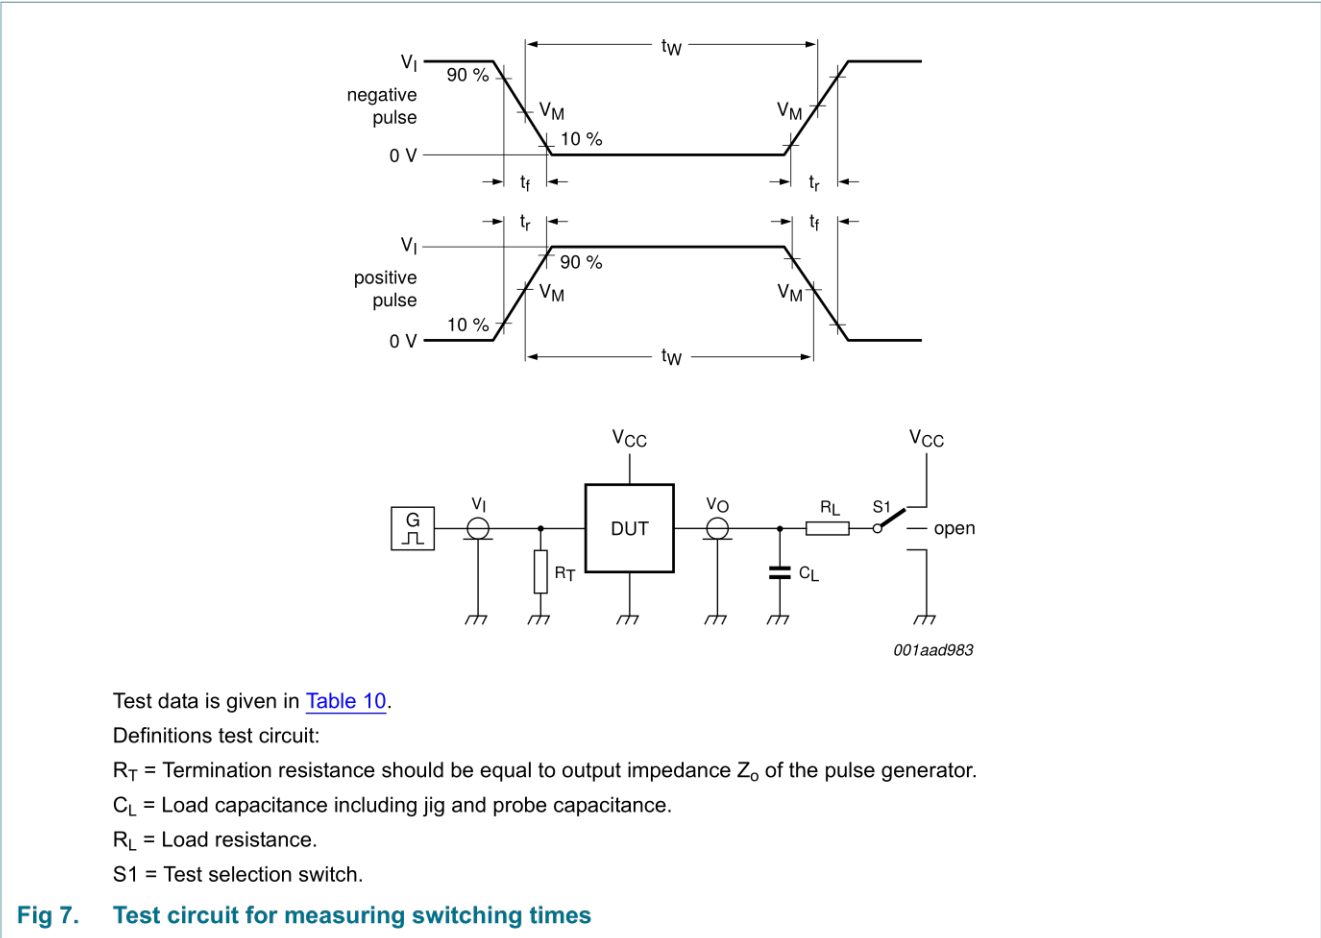 tW
VI
90 %
negative
pulse
VM
VM
10 %
0 V
tf
tr
tr
tf
VI
90 %
positive
pulse
VM
VM
10 %
0 V
tW
VCC
VCC
VI
VO
RL
S1
G
DUT
open
RT
CL
001aad983
Test data is given in Table 10.
Definitions test circuit:
RT = Termination resistance should be equal to output impedance Zo of the pulse generator.
CL = Load capacitance including jig and probe capacitance.
RL = Load resistance.
S1 = Test selection switch.
Fig 7. Test circuit for measuring switching times